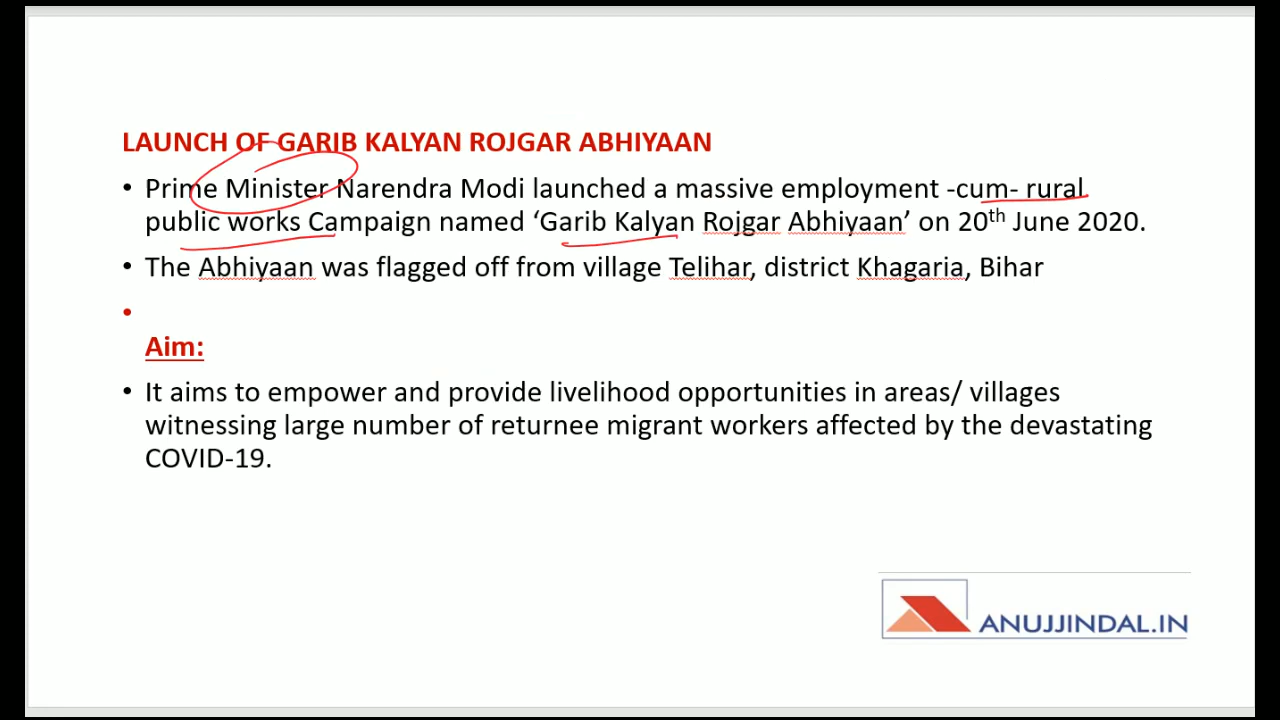 LAUNCH OF GARIB KALYAN ROJGAR ABHIYAAN
• Prime Minister Narendra Modi launched a massive employment -cum- rural
public works Campaign named ‘Garib Kalyan Rojgar Abhiyaan’ on 20th June 2020.
• The Abhiyaan was flagged off from village Telihar, district Khagaria, Bihar
•
Aim:
• It aims to empower and provide livelihood opportunities in areas/ villages
witnessing large number of returnee migrant workers affected by the devastating
COVID-19.
ANUJJINDAL.IN